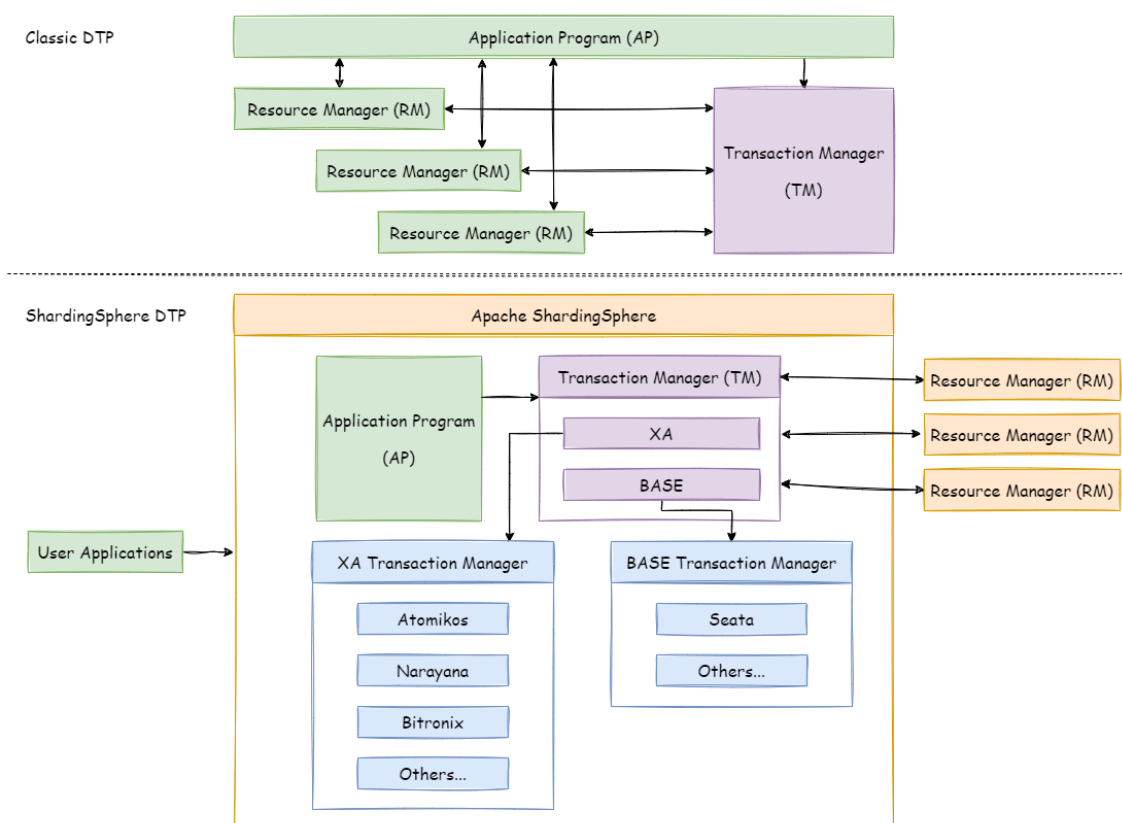 Classic DTP
Application Program (AP)
Resource Manager (RM)
Resource Manager (RM)
Resource Manager (RM)
Transaction Manager
(TM)
ShardingSphere DTP
Apache ShardingSphere
Application Program
(AP)
Transaction Manager (TM)
XA
BASE
Resource Manager (RM)
Resource Manager (RM)
Resource Manager (RM)
User Applications
XA Transaction Manager
Atomikos
Narayana
Bitronix
Others...
BASE Transaction Manager
Seata
Others...